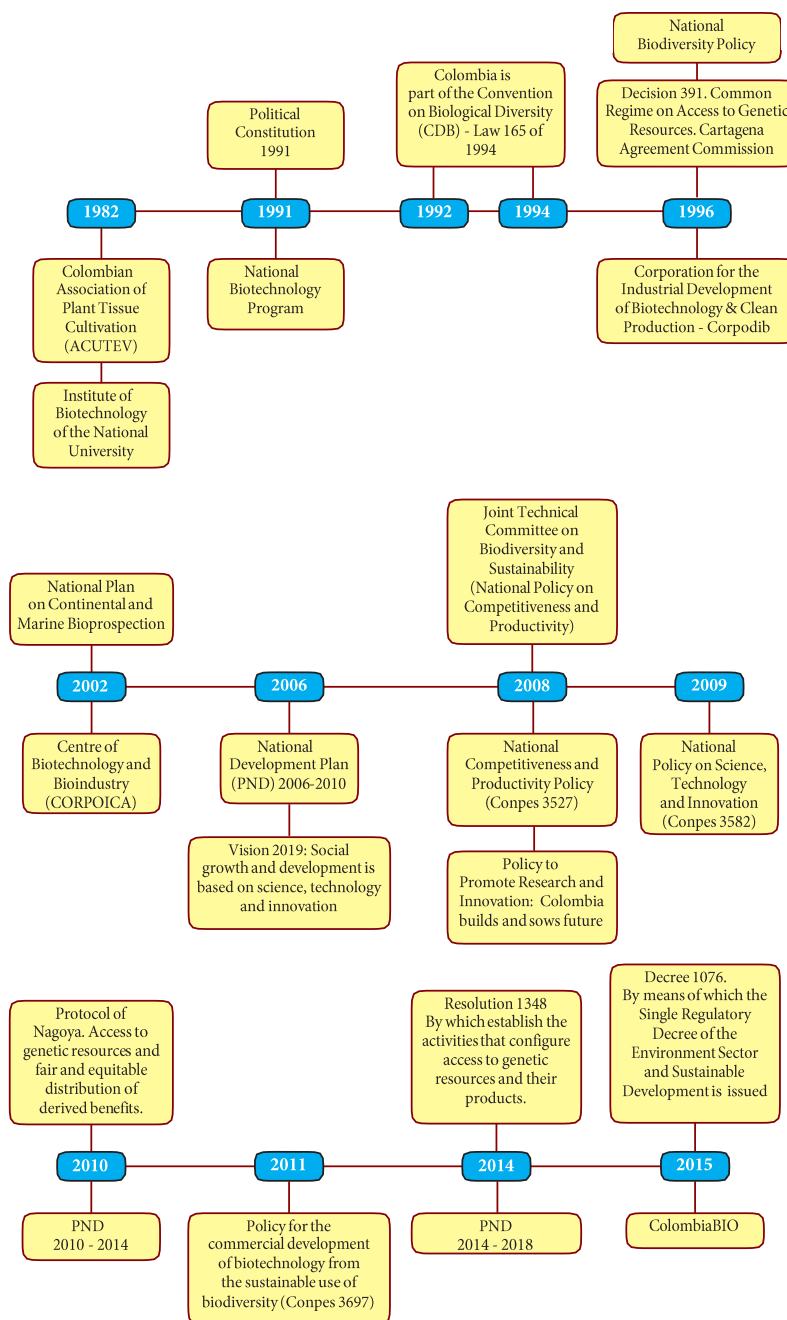 National
Biodiversity Policy
Colombia is
part of the Convention
on Biological Diversity
(CDB) - Law 165 of
1994
Decision 391. Common
Regime on Access to Genetic
Resources. Cartagena
Agreement Commission
Political
Constitution
1991
1982
1991
1992
1994
1996
Colombian
Association of
Plant Tissue
Cultivation
(ACUTEV)
National
Biotechnology
Program
Corporation for the
Industrial Development
of Biotechnology & Clean
Production - Corpodib
Institute of
Biotechnology
of the National
University
Joint Technical
Committee on
Biodiversity and
Sustainability
(National Policy on
Competitiveness and
Productivity)
National Plan
on Continental and
Marine Bioprospection
2002
2006
2008
2009
Centre of
Biotechnology and
Bioindustry
(CORPOICA)
National
Development Plan
(PND) 2006-2010
National
Competitiveness and
Productivity Policy
(Conpes 3527)
National
Policy on Science,
Technology
and Innovation
(Conpes 3582)
Vision 2019: Social
growth and development is
based on science, technology
and innovation
Policy to
Promote Research and
Innovation: Colombia
builds and sows future
Protocol of
Nagoya. Access to
genetic resources and
fair and equitable
distribution of
derived benefits.
Resolution 1348
By which establish the
activities that configure
access to genetic
resources and their
products.
Decree 1076.
By means of which the
Single Regulatory
Decree of the
Environment Sector
and Sustainable
Development is issued
2010
2011
2014
2015
PND
2010 - 2014
Policy for the
commercial development
of biotechnology from
the sustainable use of
biodiversity (Conpes 3697)
PND
2014 - 2018
ColombiaBIO